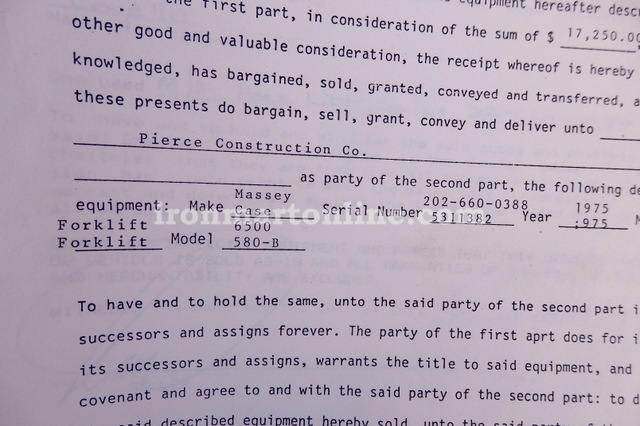 the first part, in consideration of the sum of $ 17,250.00
other good and valuable consideration, the receipt whereof is hereby
knowledged, has bargained, sold, granted, conveyed and transferred,
these presents do bargain, sell, grant, convey and deliver unto
Pierce Construction Co.
as party of the second part, the following
Massey 202-660-0388 1975
equipment: Make Case Serial Number 5311382 Year 1975
ironmartonline.com
Forklift 6500
Forklift Model 580-B
To have and to hold the same, unto the said party of the second part
successors and assigns forever. The party of the first aprt does for
its successors and assigns, warrants the title to said equipment, and
covenant and agree to and with the said party of the second part: to
said described equipment hereby sold, unto the said